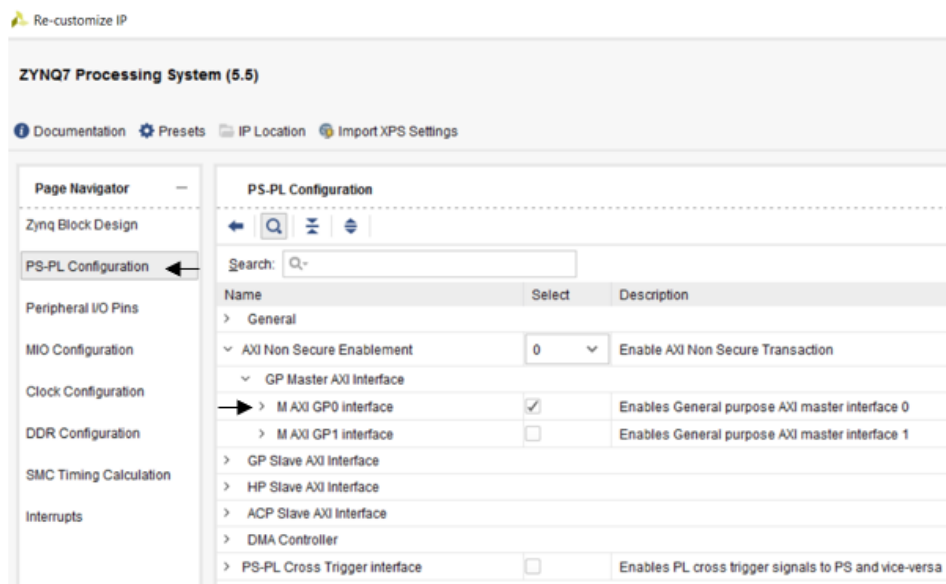 Re-customize IP
ZYNQ7 Processing System (5.5)
Documentation Presets IP Location Import XPS Settings
Page Navigator
Zynq Block Design
PS-PL Configuration
Peripheral I/O Pins
MIO Configuration
Clock Configuration
DDR Configuration
SMC Timing Calculation
Interrupts
PS-PL Configuration
Search:
Name Select Description
General
AXI Non Secure Enablement 0 Enable AXI Non Secure Transaction
GP Master AXI Interface
M AXI GP0 interface Enables General purpose AXI master interface 0
M AXI GP1 interface Enables General purpose AXI master interface 1
GP Slave AXI Interface
HP Slave AXI Interface
ACP Slave AXI Interface
DMA Controller
PS-PL Cross Trigger interface Enables PL cross trigger signals to PS and vice-versa